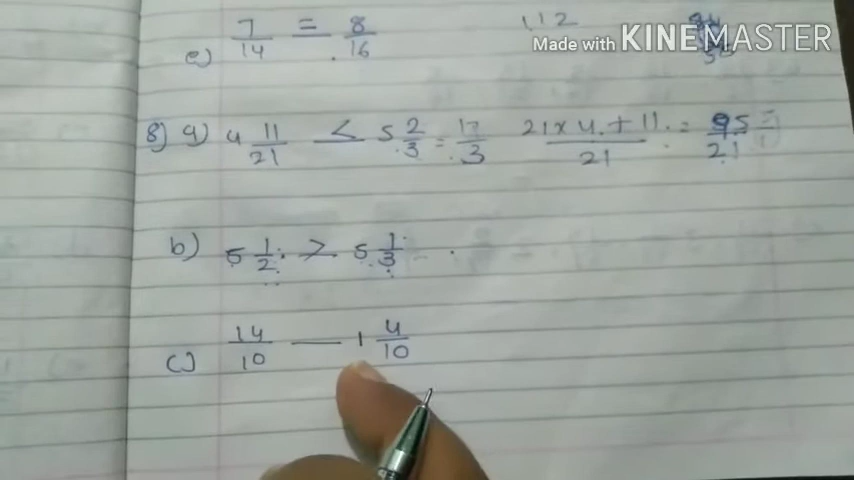 e) 7/14 = 8/16 112
Made with KINEMASTER
8) a) 4 11/21 < 5 2/3 = 17/3 21 x 4 + 11 / 21 = 95/21
b) 5 1/2 > 5 1/3
c) 14/10 — 1 4/10